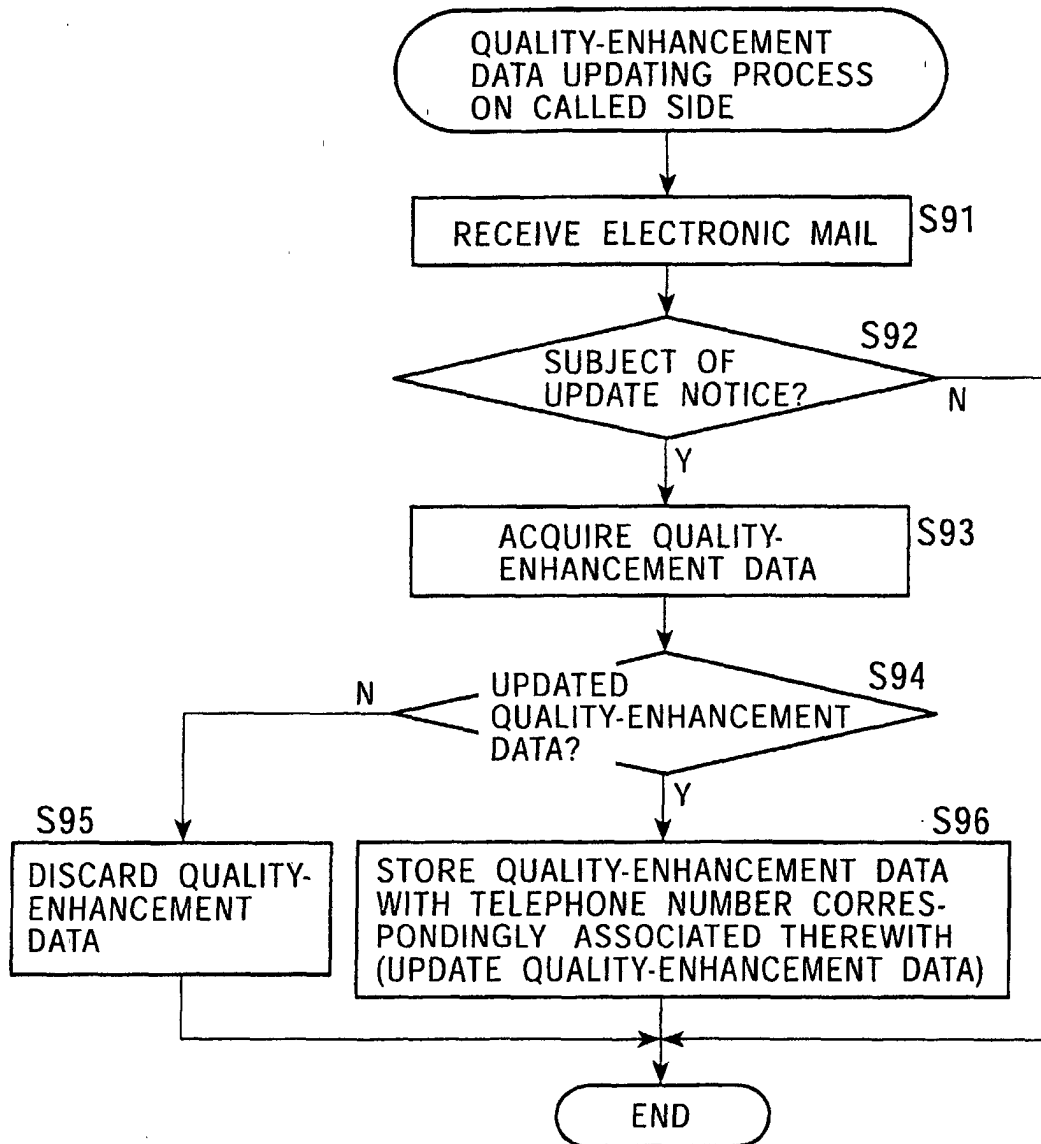 QUALITY-ENHANCEMENT
DATA UPDATING PROCESS
ON CALLED SIDE
RECEIVE ELECTRONIC MAIL
S91
S92
SUBJECT OF
UPDATE NOTICE?
N
Y
ACQUIRE QUALITY-
ENHANCEMENT DATA
S93
S94
N
UPDATED
QUALITY-ENHANCEMENT
DATA?
Y
S95
DISCARD QUALITY-
ENHANCEMENT
DATA
S96
STORE QUALITY-ENHANCEMENT DATA
WITH TELEPHONE NUMBER CORRES-
PONDINGLY ASSOCIATED THEREWITH
(UPDATE QUALITY-ENHANCEMENT DATA)
END